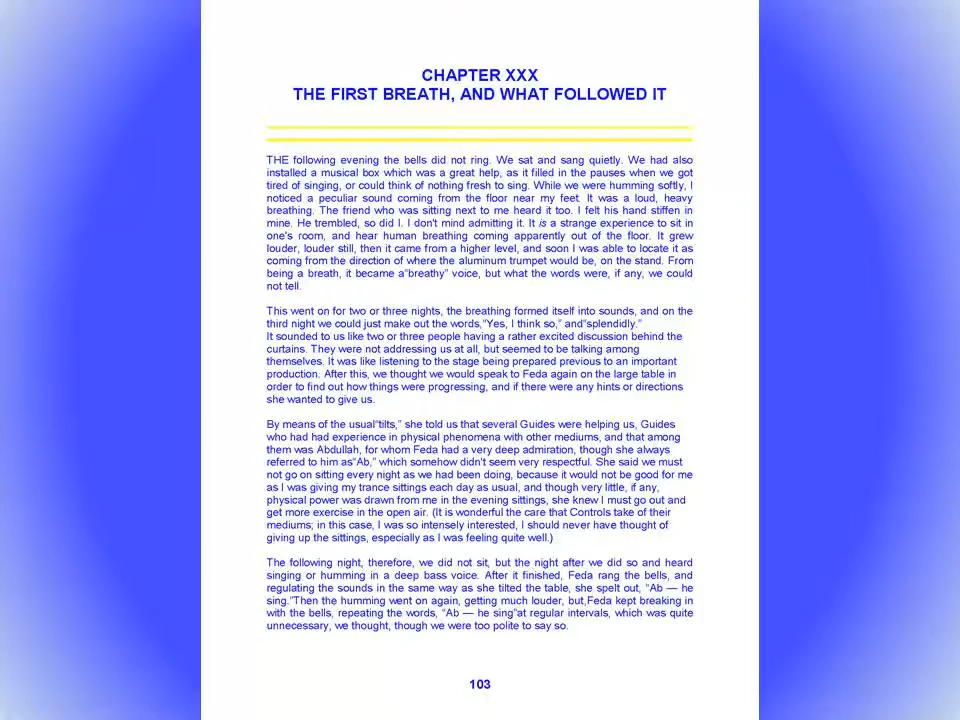 CHAPTER XXX
THE FIRST BREATH, AND WHAT FOLLOWED IT
THE following evening the bells did not ring. We sat and sang quietly. We had also
installed a musical box which was a great help, as it filled in the pauses when we got
tired of singing, or could think of nothing fresh to sing. While we were humming softly, I
noticed a peculiar sound coming from the floor near my feet. It was a loud, heavy
breathing. The friend who was sitting next to me heard it too. I felt his hand stiffen in
mine. He trembled, so did I. I don't mind admitting it. It is a strange experience to sit in
one's room, and hear human breathing coming apparently out of the floor. It grew
louder, louder still, then it came from a higher level, and soon I was able to locate it as
coming from the direction of where the aluminum trumpet would be, on the stand. From
being a breath, it became a“breathy” voice, but what the words were, if any, we could
not tell.
This went on for two or three nights, the breathing formed itself into sounds, and on the
third night we could just make out the words,“Yes, I think so,” and“splendidly.”
It sounded to us like two or three people having a rather excited discussion behind the
curtains. They were not addressing us at all, but seemed to be talking among
themselves. It was like listening to the stage being prepared previous to an important
production. After this, we thought we would speak to Feda again on the large table in
order to find out how things were progressing, and if there were any hints or directions
she wanted to give us.
By means of the usual“tilts,” she told us that several Guides were helping us, Guides
who had had experience in physical phenomena with other mediums, and that among
them was Abdullah, for whom Feda had a very deep admiration, though she always
referred to him as“Ab,” which somehow didn't seem very respectful. She said we must
not go on sitting every night as we had been doing, because it would not be good for me
as I was giving my trance sittings each day as usual, and though very little, if any,
physical power was drawn from me in the evening sittings, she knew I must go out and
get more exercise in the open air. (It is wonderful the care that Controls take of their
mediums; in this case, I was so intensely interested, I should never have thought of
giving up the sittings, especially as I was feeling quite well.)
The following night, therefore, we did not sit, but the night after we did so and heard
singing or humming in a deep bass voice. After it finished, Feda rang the bells, and
regulating the sounds in the same way as she tilted the table, she spelt out, “Ab — he
sing.”Then the humming went on again, getting much louder, but,Feda kept breaking in
with the bells, repeating the words, “Ab — he sing”at regular intervals, which was quite
unnecessary, we thought, though we were too polite to say so.
103